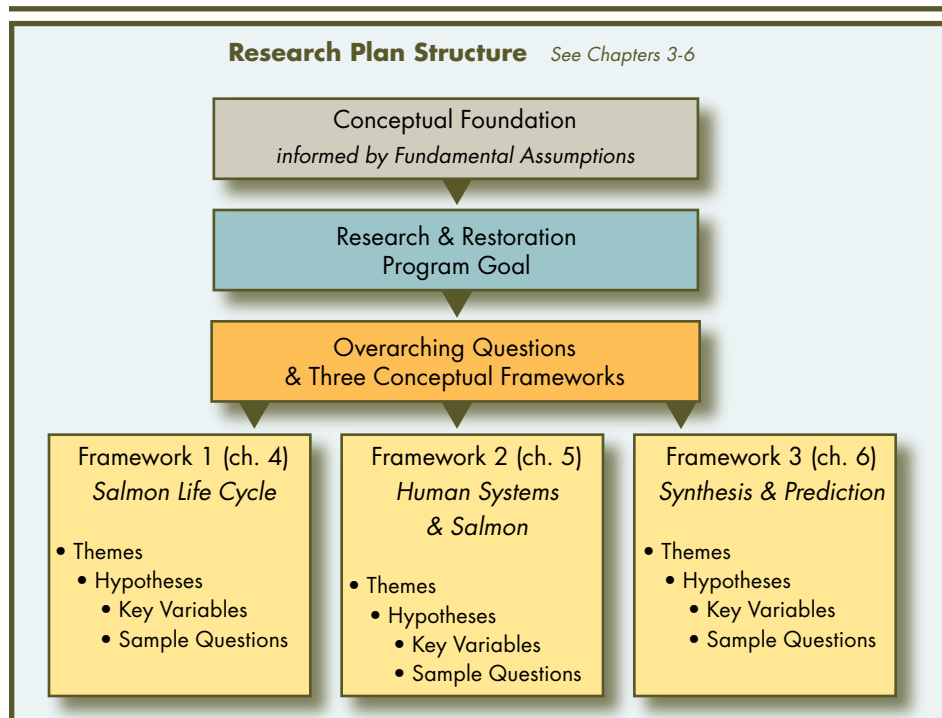 Research Plan Structure See Chapters 3-6
Conceptual Foundation
informed by Fundamental Assumptions
Research & Restoration
Program Goal
Overarching Questions
& Three Conceptual Frameworks
Framework 1 (ch. 4)
Salmon Life Cycle
• Themes
• Hypotheses
• Key Variables
• Sample Questions
Framework 2 (ch. 5)
Human Systems
& Salmon
• Themes
• Hypotheses
• Key Variables
• Sample Questions
Framework 3 (ch. 6)
Synthesis & Prediction
• Themes
• Hypotheses
• Key Variables
• Sample Questions